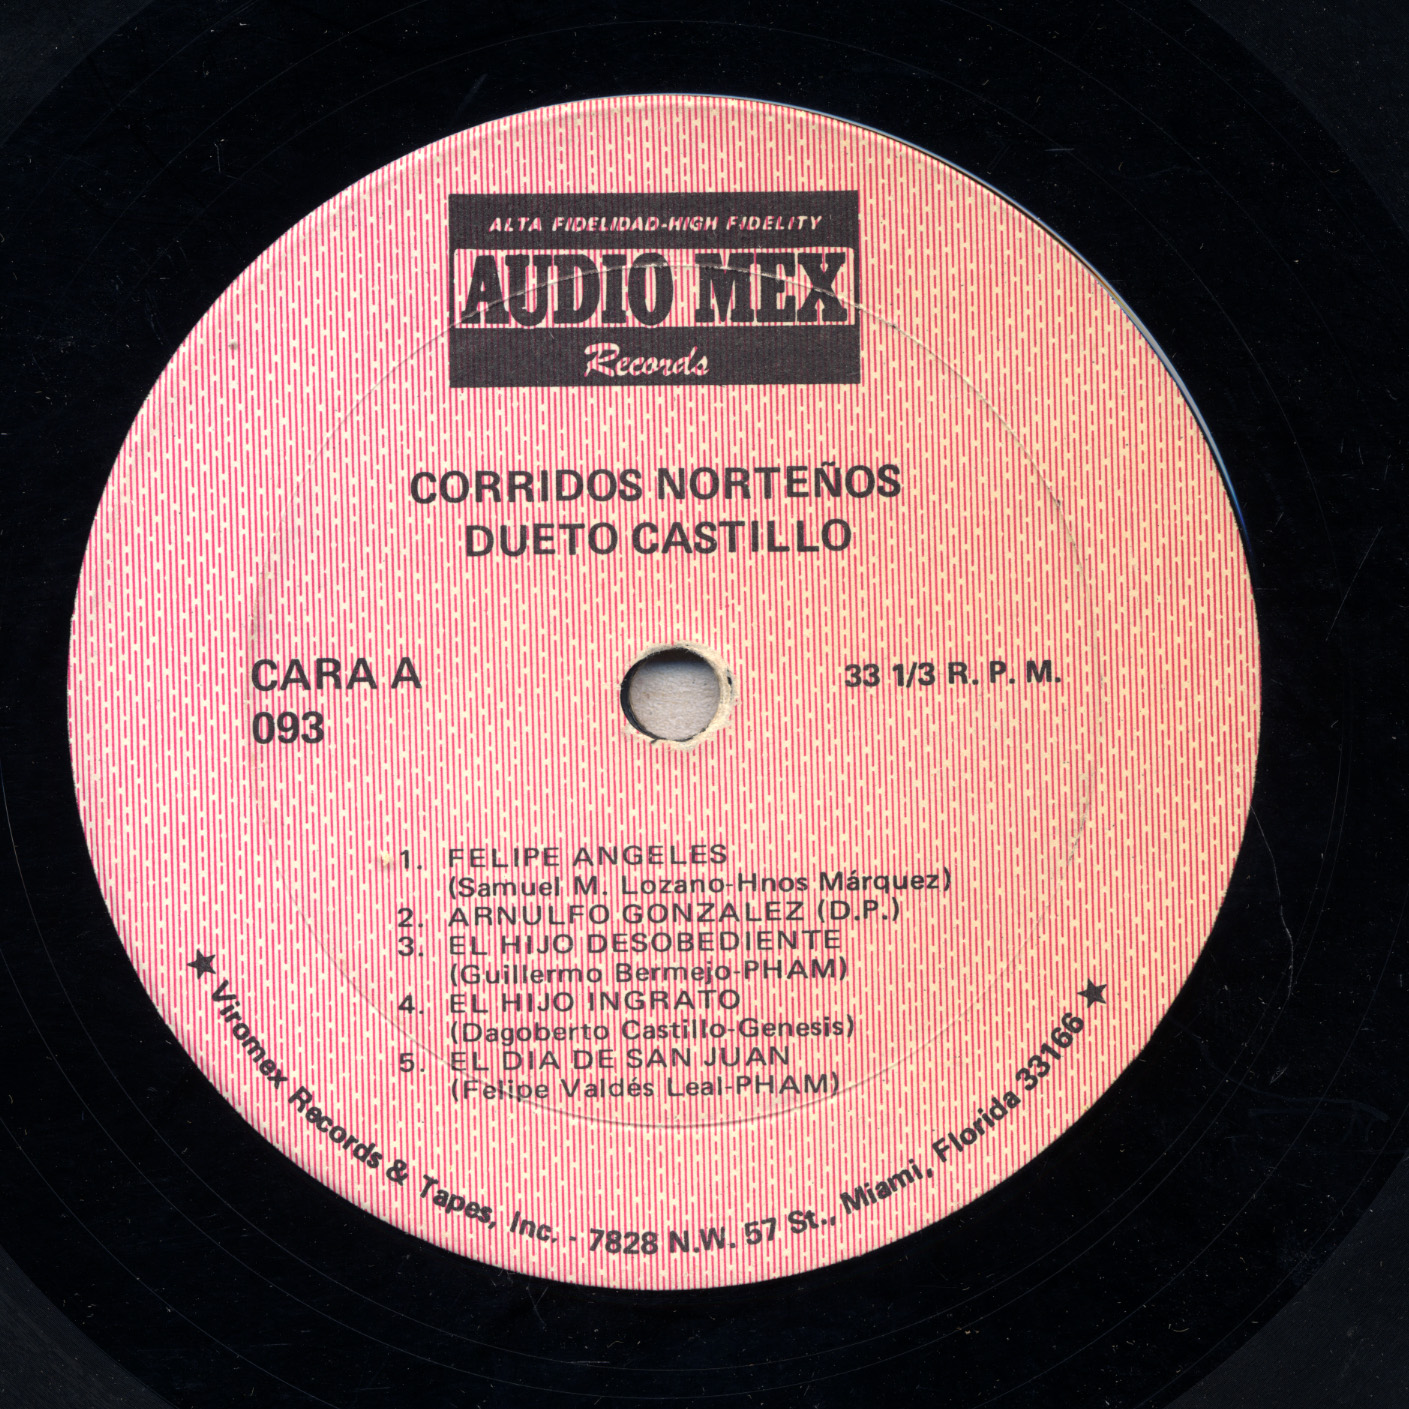 ALTA FIDELIDAD-HIGH FIDELITY
AUDIO MEX
Records
CORRIDOS NORTEÑOS
DUETO CASTILLO
CARA A
093
33 1/3 R. P. M.
1. FELIPE ANGELES
(Samuel M. Lozano-Hnos Márquez)
2. ARNULFO GONZALEZ (D.P.)
3. EL HIJO DESOBEDIENTE
(Guillermo Bermejo-PHAM)
4. EL HIJO INGRATO
(Dagoberto Castillo-Genesis)
5. EL DIA DE SAN JUAN
(Felipe Valdés Leal-PHAM)
★ Viromex Records & Tapes, Inc. - 7828 N.W. 57 St., Miami, Florida 33166 ★